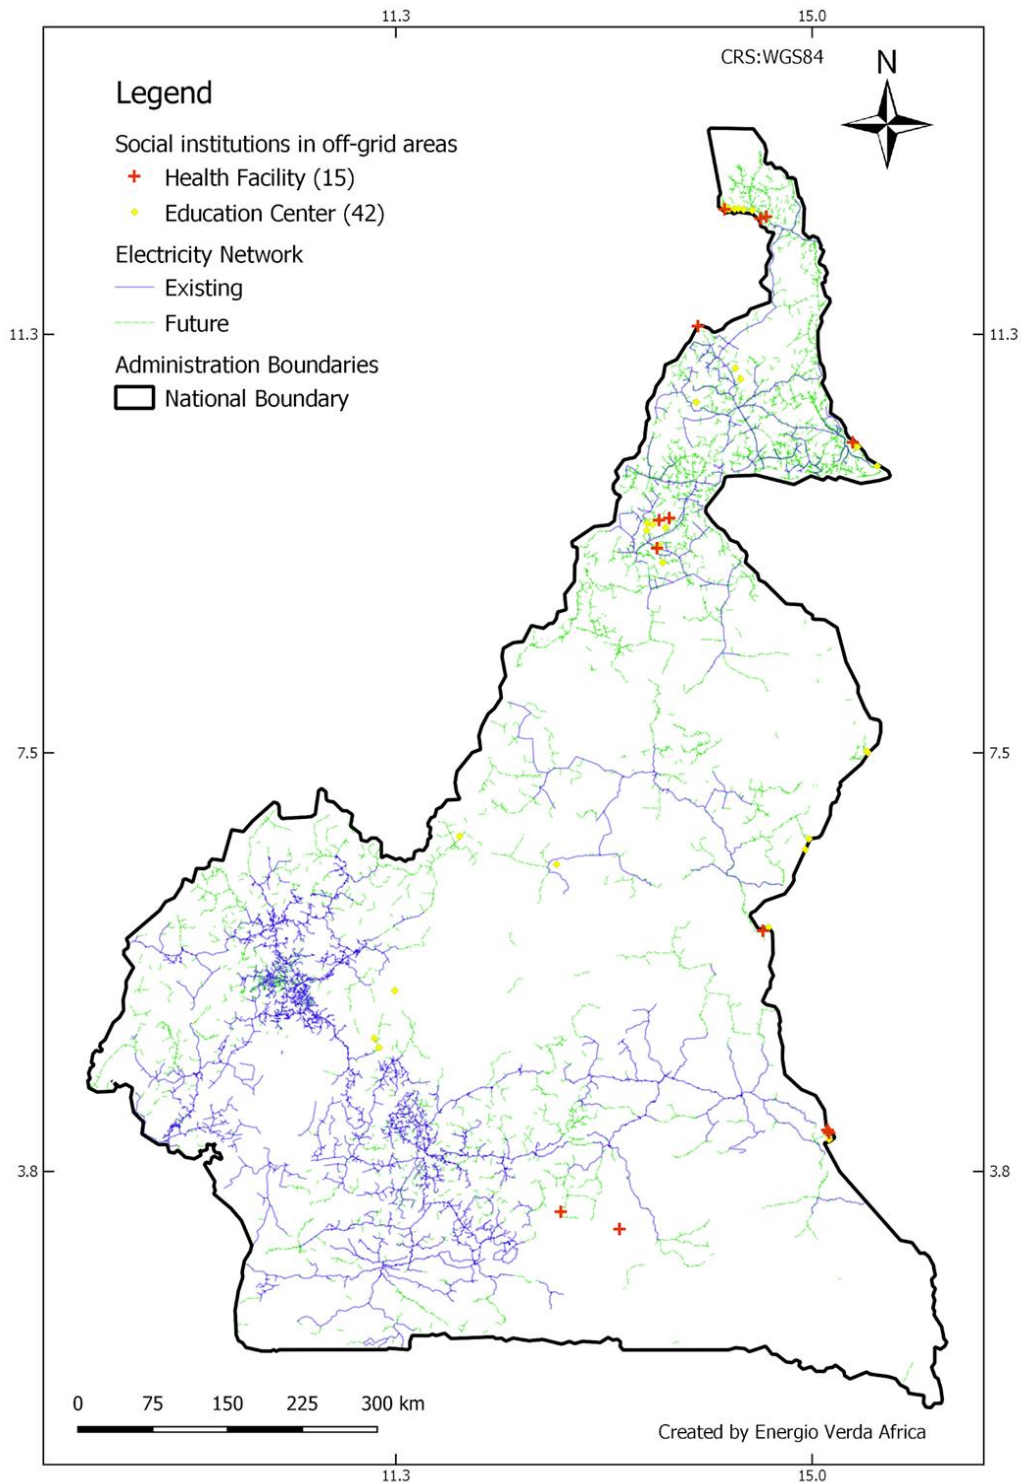 11.3 15.0
CRS:WGS84
N
Legend
Social institutions in off-grid areas
Health Facility (15)
Education Center (42)
Electricity Network
Existing
Future
11.3 11.3
Administration Boundaries
National Boundary
7.5 7.5
3.8 3.8
0 75 150 225 300 km
Created by Energio Verda Africa
11.3 15.0